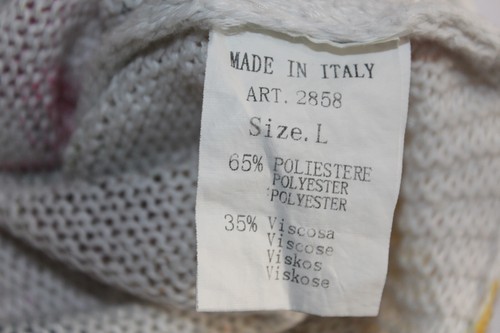 MADE IN ITALY
ART. 2858
Size. L
65% POLIESTERE
POLYESTER
POLYESTER
35% Viscosa
Viscose
Viskos
Viskose